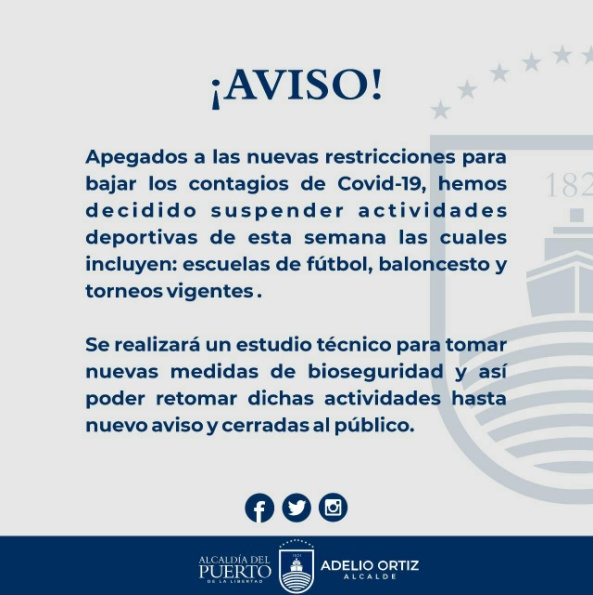 ¡AVISO!
Apegados a las nuevas restricciones para
bajar los contagios de Covid-19, hemos
decidido suspender actividades
deportivas de esta semana las cuales
incluyen: escuelas de fútbol, baloncesto y
torneos vigentes .
Se realizará un estudio técnico para tomar
nuevas medidas de bioseguridad y así
poder retomar dichas actividades hasta
nuevo aviso y cerradas al público.
182
ALCALDÍA DEL
PUERTO
DE LA LIBERTAD
ADELIO ORTIZ
ALCALDE